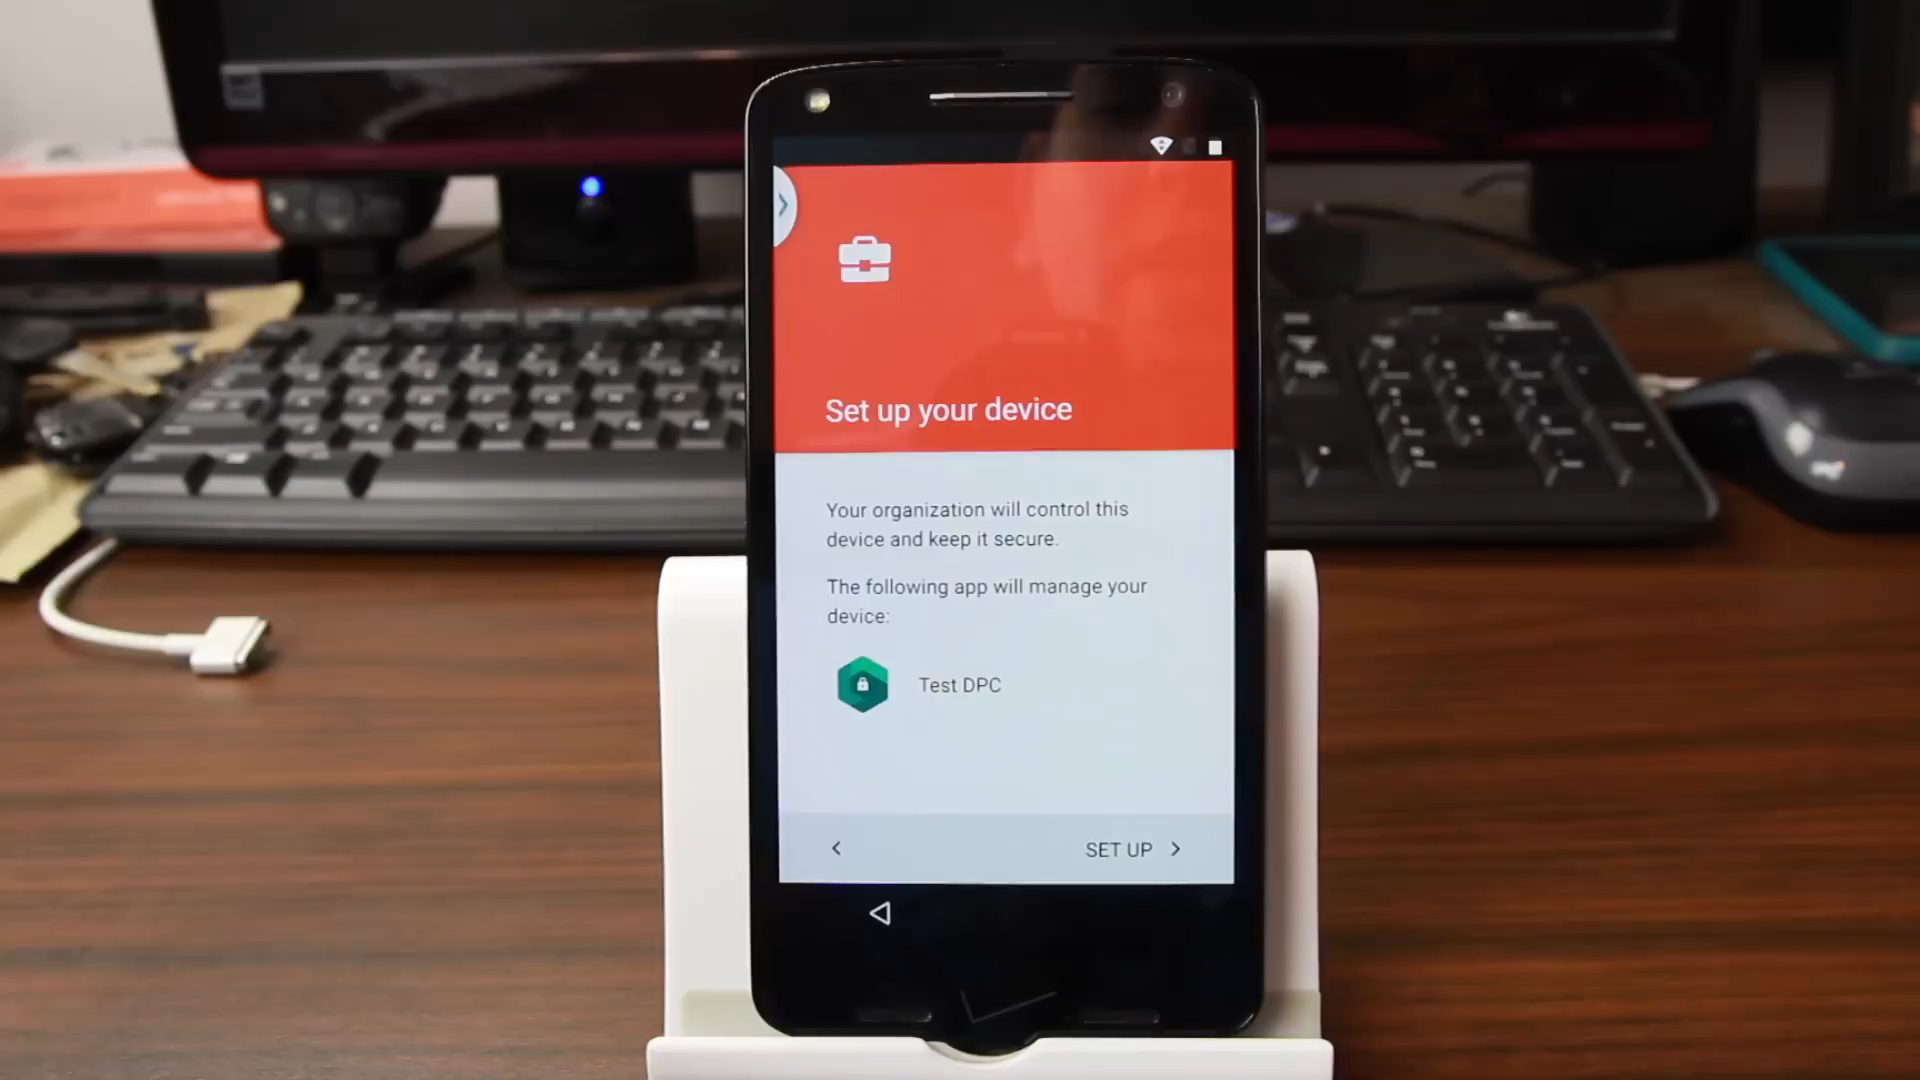 Set up your device
Your organization will control this
device and keep it secure.
The following app will manage your
device:
Test DPC
SET UP